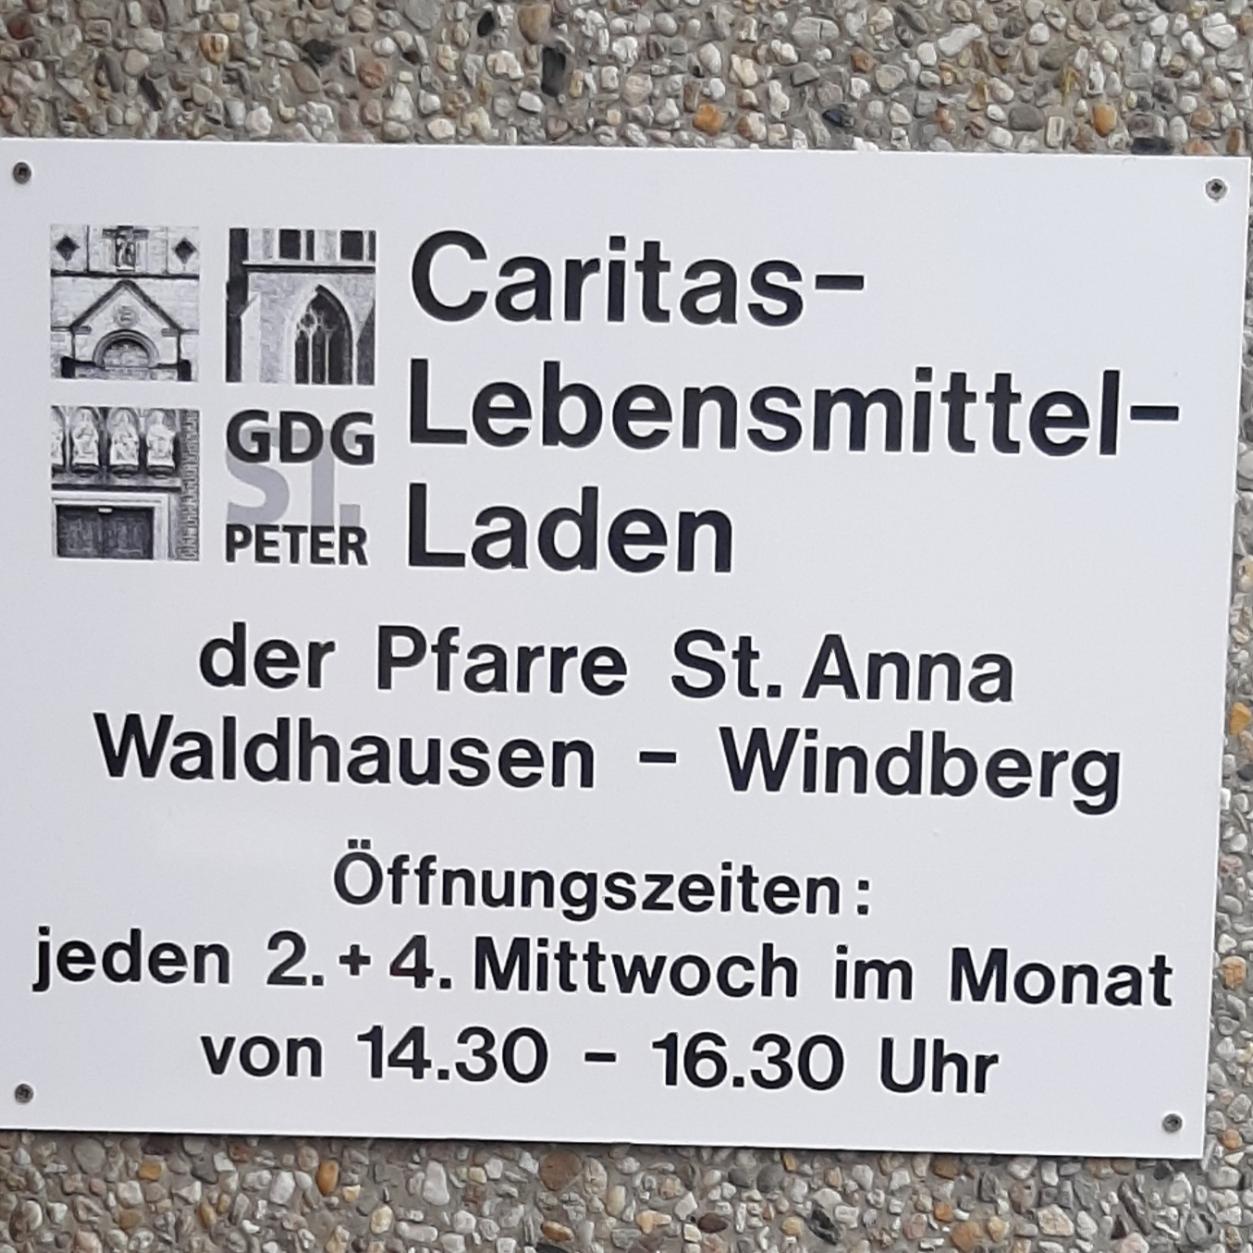 Caritas-
Lebensmittel-
Laden
GDG
ST.
PETER
der Pfarre St. Anna
Waldhausen - Windberg
Öffnungszeiten:
jeden 2.+4. Mittwoch im Monat
von 14.30 - 16.30 Uhr